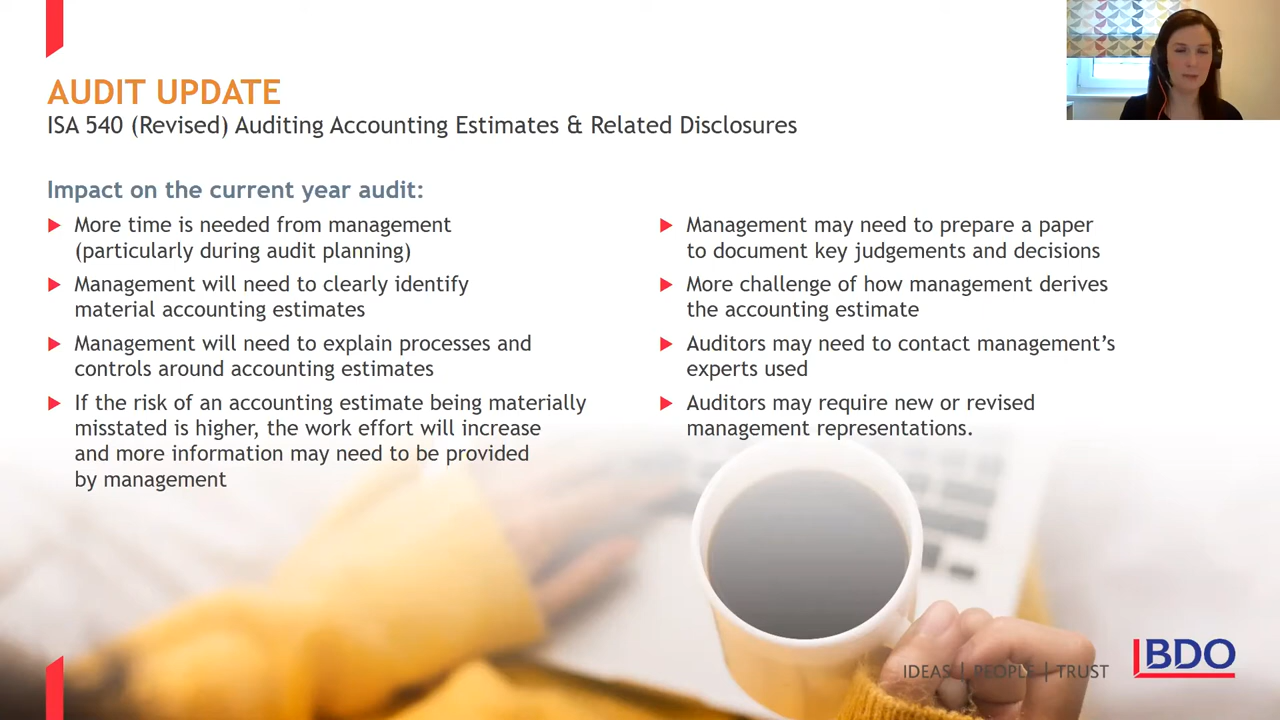 AUDIT UPDATE
ISA 540 (Revised) Auditing Accounting Estimates & Related Disclosures
Impact on the current year audit:
More time is needed from management
(particularly during audit planning)
Management will need to clearly identify
material accounting estimates
Management will need to explain processes and
controls around accounting estimates
If the risk of an accounting estimate being materially
misstated is higher, the work effort will increase
and more information may need to be provided
by management
Management may need to prepare a paper
to document key judgements and decisions
More challenge of how management derives
the accounting estimate
Auditors may need to contact management’s
experts used
Auditors may require new or revised
management representations.
IDEAS | PEOPLE | TRUST
BDO